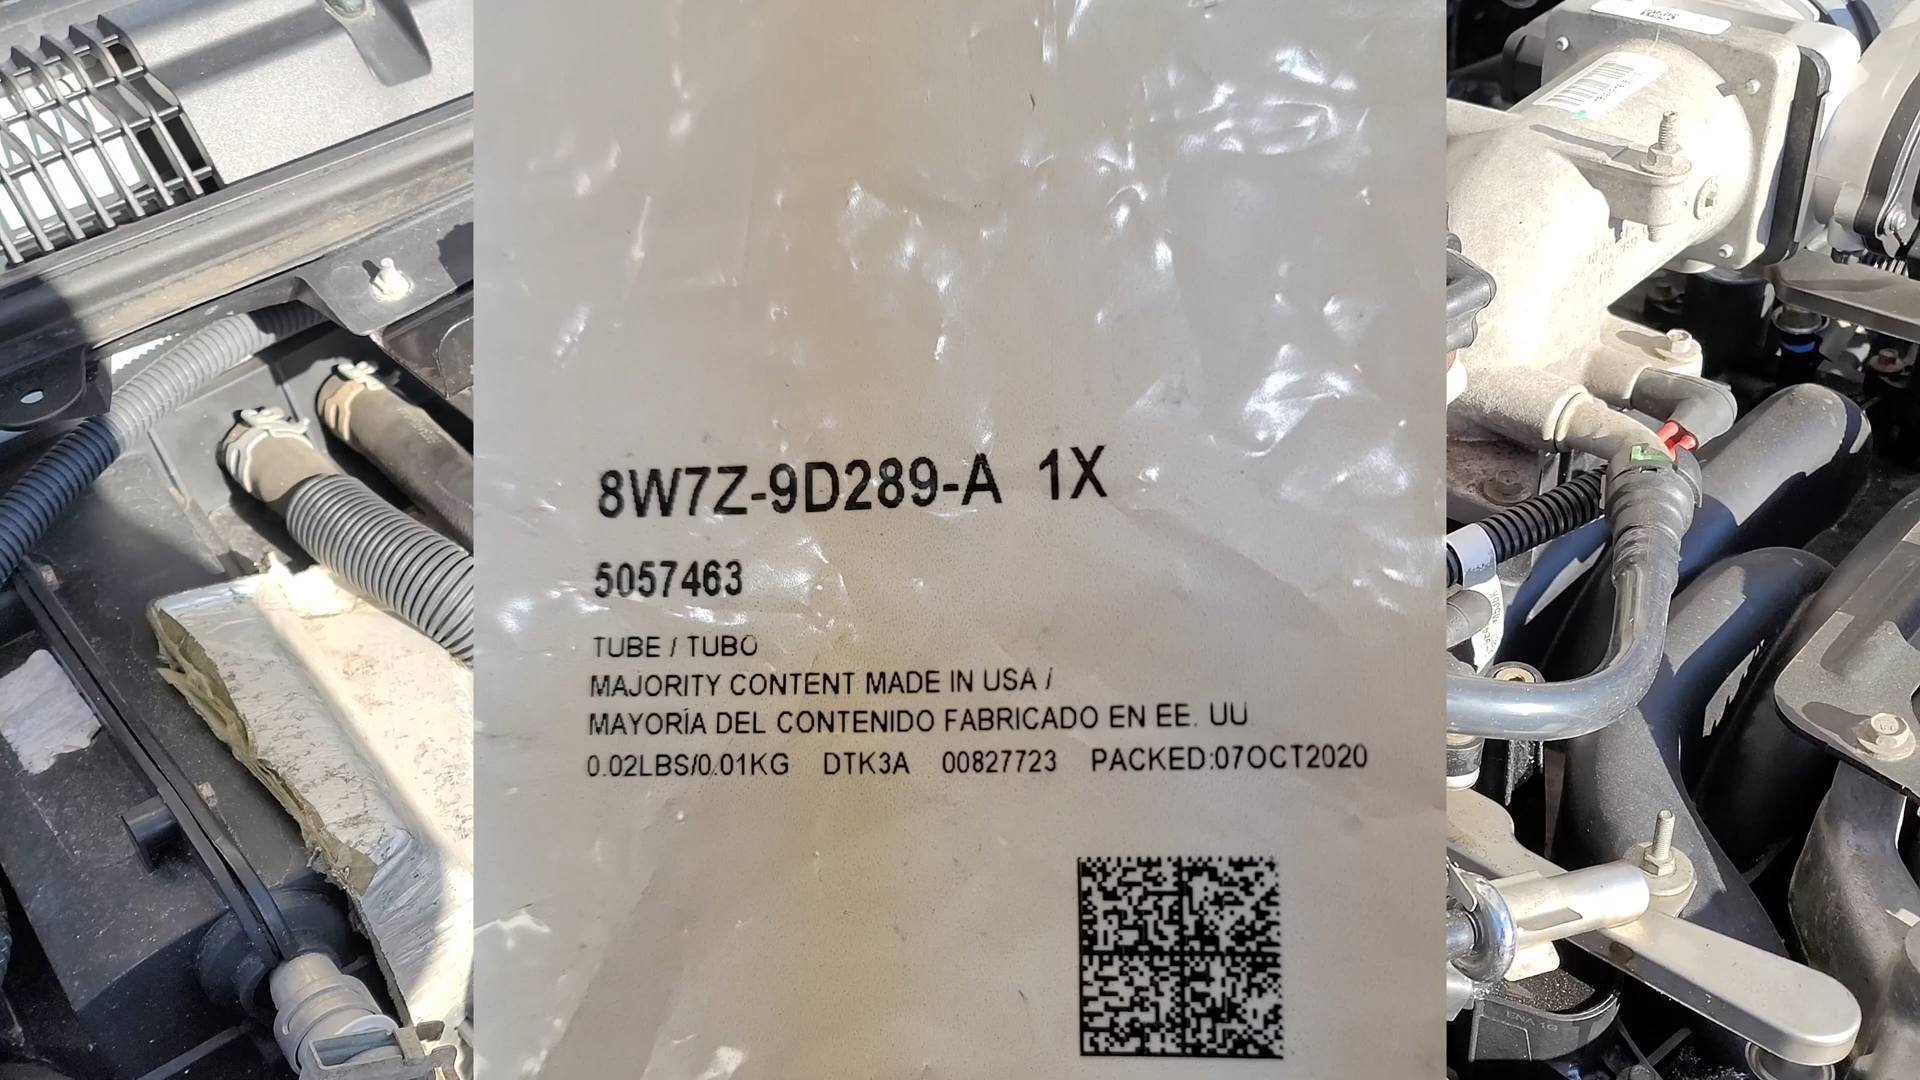 8W7Z-9D289-A 1X
5057463
TUBE / TUBO
MAJORITY CONTENT MADE IN USA /
MAYORÍA DEL CONTENIDO FABRICADO EN EE. UU
0.02LBS/0.01KG DTK3A 00827723 PACKED:07OCT2020